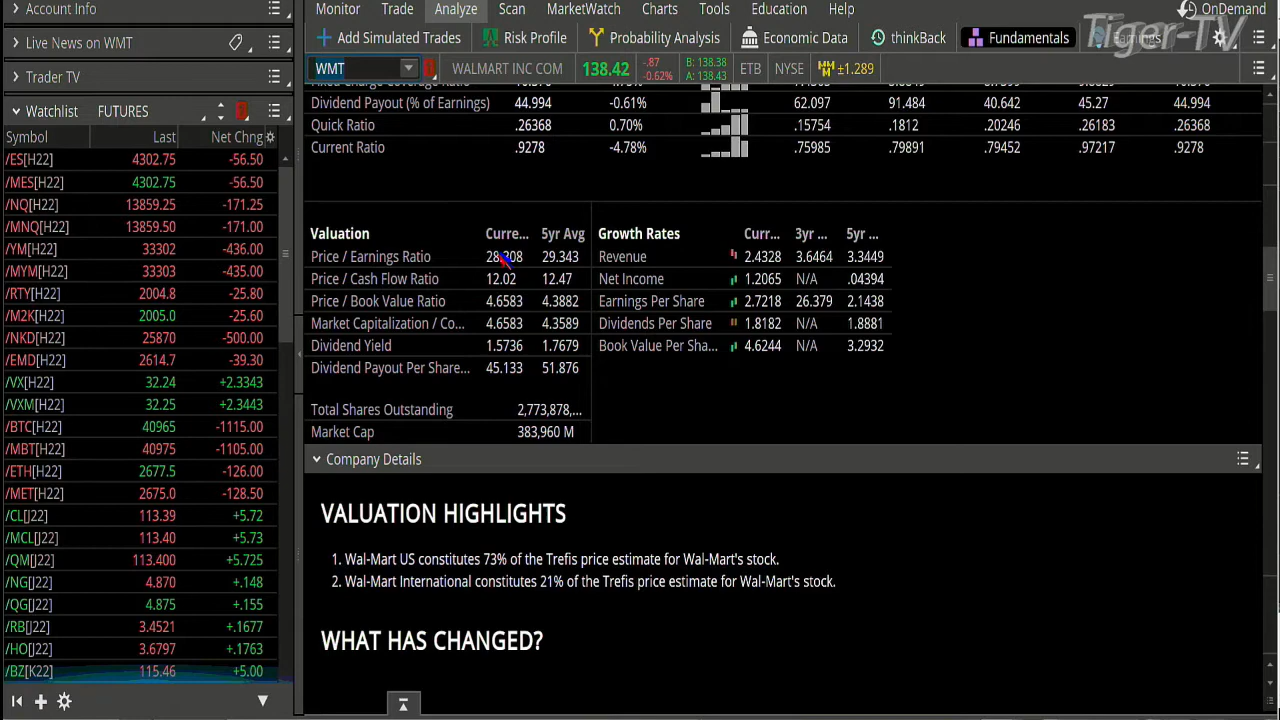 Account Info
Live News on WMT
Trader TV
Watchlist FUTURES
Symbol Last Net Chng
/ES[H22] 4302.75 -56.50
/MES[H22] 4302.75 -56.50
/NQ[H22] 13859.25 -171.25
/MNQ[H22] 13859.50 -171.00
/YM[H22] 33302 -436.00
/MYM[H22] 33303 -435.00
/RTY[H22] 2004.8 -25.80
/M2K[H22] 2005.0 -25.60
/NKD[H22] 25870 -500.00
/EMD[H22] 2614.7 -39.30
/VX[H22] 32.24 +2.3343
/VXM[H22] 32.25 +2.3443
/BTC[H22] 40965 -1115.00
/MBT[H22] 40975 -1105.00
/ETH[H22] 2677.5 -126.00
/MET[H22] 2675.0 -128.50
/CL[J22] 113.39 +5.72
/MCL[J22] 113.40 +5.73
/QM[J22] 113.400 +5.725
/NG[J22] 4.870 +.148
/QG[J22] 4.875 +.155
/RB[J22] 3.4521 +.1677
/HO[J22] 3.6797 +.1763
/BZ[K22] 115.46 +5.00
Monitor Trade Analyze Scan MarketWatch Charts Tools Education Help OnDemand
Tiger-TV
Add Simulated Trades Risk Profile Probability Analysis Economic Data thinkBack Fundamentals Earnings
WMT WALMART INC COM 138.42 -.87 -0.62% B: 138.38 A: 138.43 ETB NYSE ±1.289
Dividend Payout (% of Earnings) 44.994 -0.61% 62.097 91.484 40.642 45.27 44.994
Quick Ratio .26368 0.70% .15754 .1812 .20246 .26183 .26368
Current Ratio .9278 -4.78% .75985 .79891 .79452 .97217 .9278
Valuation Curre... 5yr Avg
Price / Earnings Ratio 29.343
Price / Cash Flow Ratio 12.02 12.47
Price / Book Value Ratio 4.6583 4.3882
Market Capitalization / Co... 4.6583 4.3589
Dividend Yield 1.5736 1.7679
Dividend Payout Per Share... 45.133 51.876
Total Shares Outstanding 2,773,878,...
Market Cap 383,960 M
Growth Rates Curr... 3yr ... 5yr ...
Revenue 2.4328 3.6464 3.3449
Net Income 1.2065 N/A .04394
Earnings Per Share 2.7218 26.379 2.1438
Dividends Per Share 1.8182 N/A 1.8881
Book Value Per Sha... 4.6244 N/A 3.2932
Company Details
VALUATION HIGHLIGHTS
1. Wal-Mart US constitutes 73% of the Trefis price estimate for Wal-Mart's stock.
2. Wal-Mart International constitutes 21% of the Trefis price estimate for Wal-Mart's stock.
WHAT HAS CHANGED?